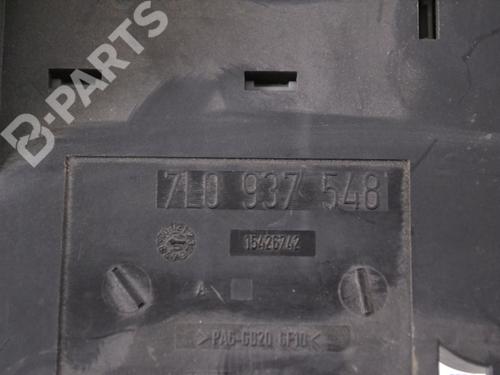 B-PARTS
7L0 937 548
15426742
A
>PA6-GB20 GF10<